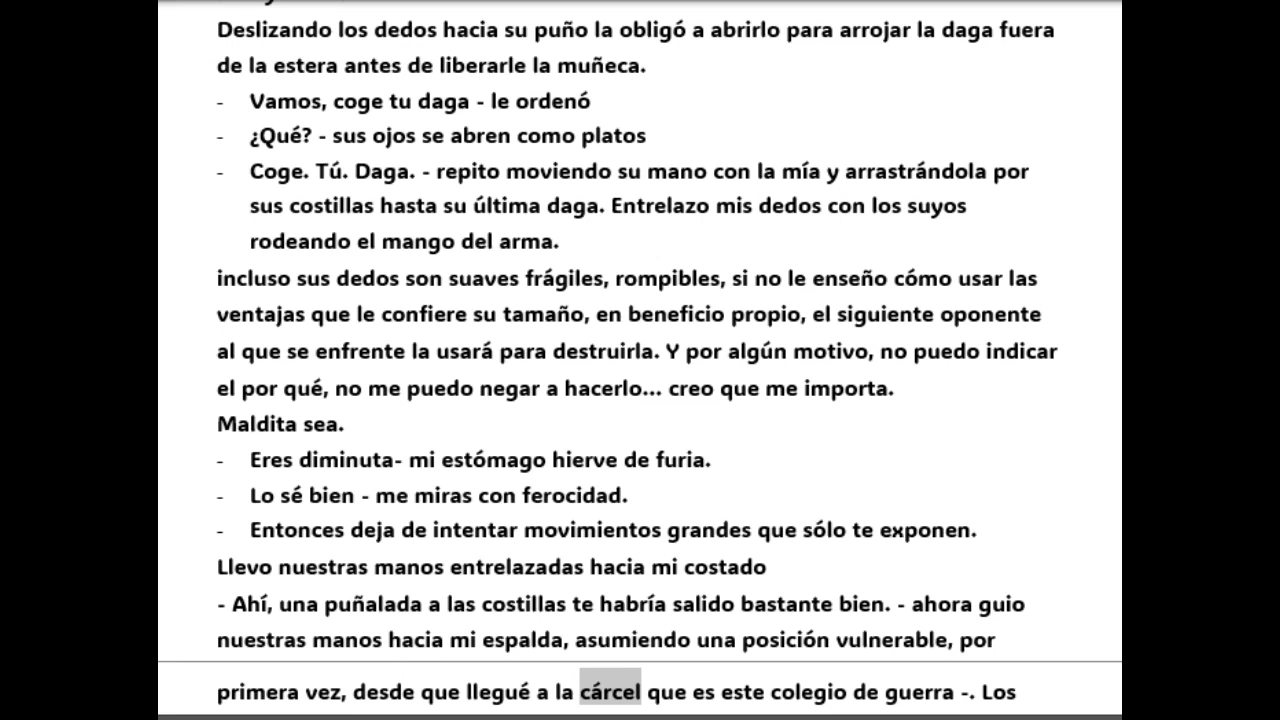 Deslizando los dedos hacia su puño la obligó a abrirlo para arrojar la daga fuera
de la estera antes de liberarle la muñeca.
- Vamos, coge tu daga - le ordenó
- ¿Qué? - sus ojos se abren como platos
- Coge. Tú. Daga. - repito moviendo su mano con la mía y arrastrándola por
sus costillas hasta su última daga. Entrelazo mis dedos con los suyos
rodeando el mango del arma.
incluso sus dedos son suaves frágiles, rompibles, si no le enseño cómo usar las
ventajas que le confiere su tamaño, en beneficio propio, el siguiente oponente
al que se enfrente la usará para destruirla. Y por algún motivo, no puedo indicar
el por qué, no me puedo negar a hacerlo... creo que me importa.
Maldita sea.
- Eres diminuta- mi estómago hierve de furia.
- Lo sé bien - me miras con ferocidad.
- Entonces deja de intentar movimientos grandes que sólo te exponen.
Llevo nuestras manos entrelazadas hacia mi costado
- Ahí, una puñalada a las costillas te habría salido bastante bien. - ahora guio
nuestras manos hacia mi espalda, asumiendo una posición vulnerable, por
primera vez, desde que llegué a la cárcel que es este colegio de guerra -. Los